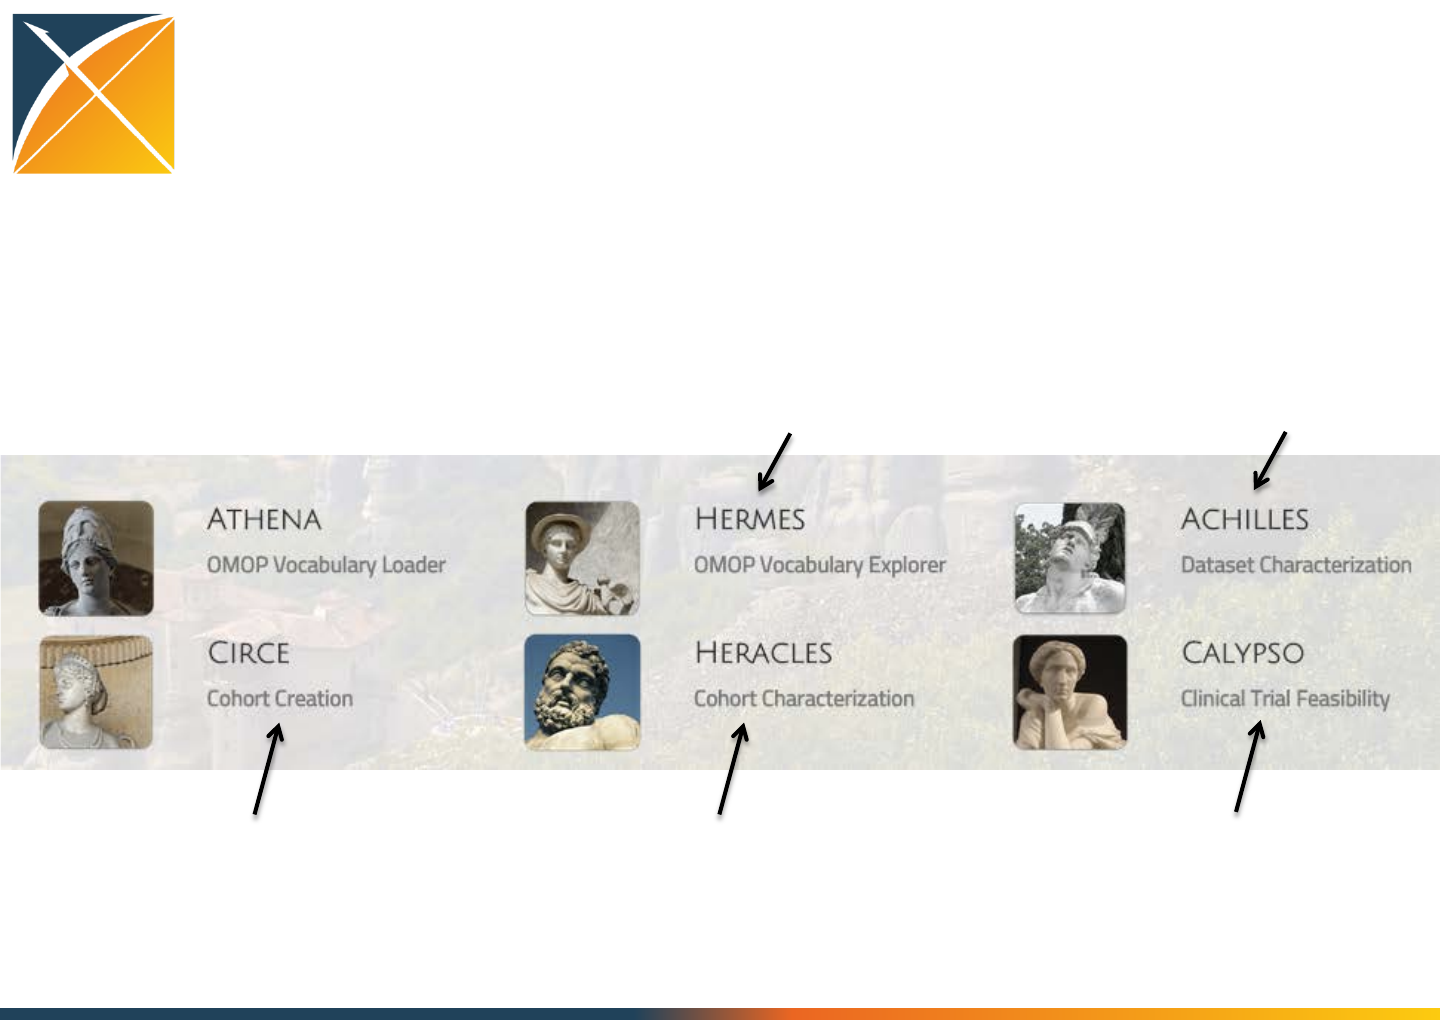 ATHENA
OMOP Vocabulary Loader
HERMES
OMOP Vocabulary Explorer
ACHILLES
Dataset Characterization
CIRCE
Cohort Creation
HERACLES
Cohort Characterization
CALYPSO
Clinical Trial Feasibility